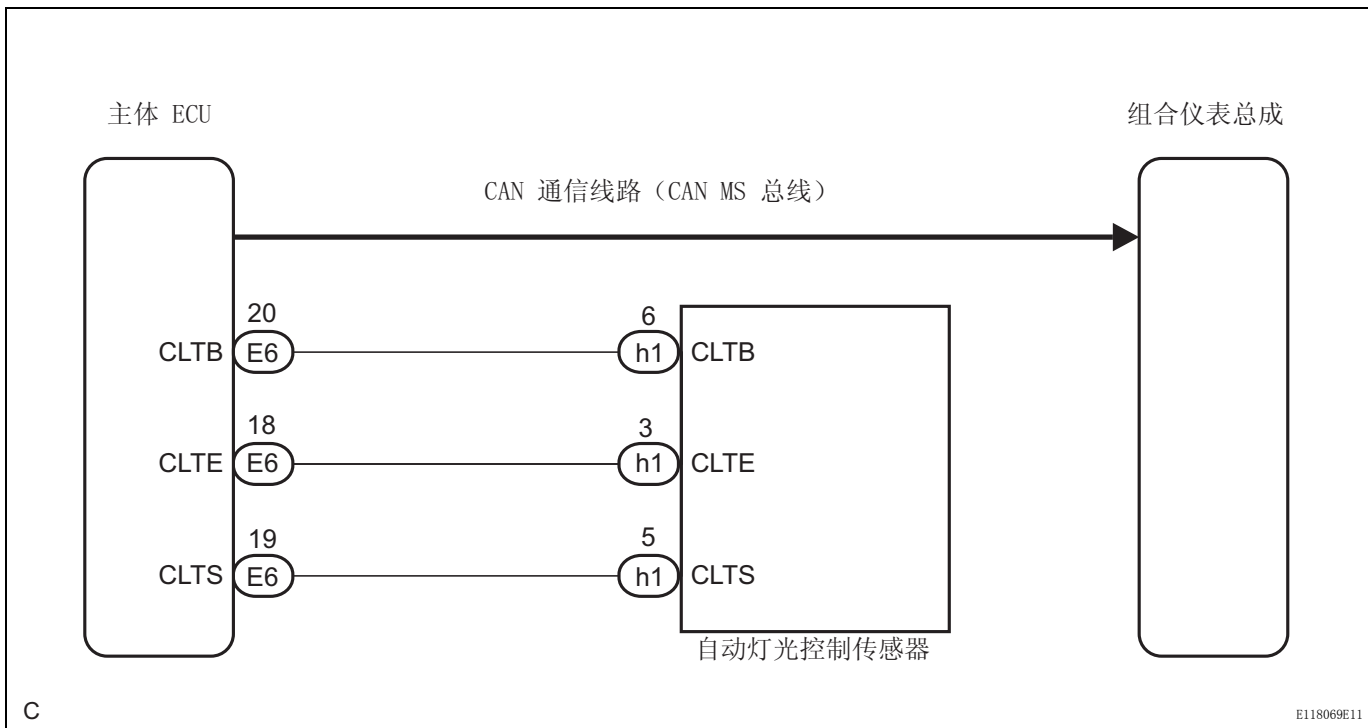 主体 ECU
组合仪表总成
CAN 通信线路（CAN MS 总线）
20
6
CLTB E6 h1 CLTB
18
3
CLTE E6 h1 CLTE
19
5
CLTS E6 h1 CLTS
自动灯光控制传感器
C
E118069E11